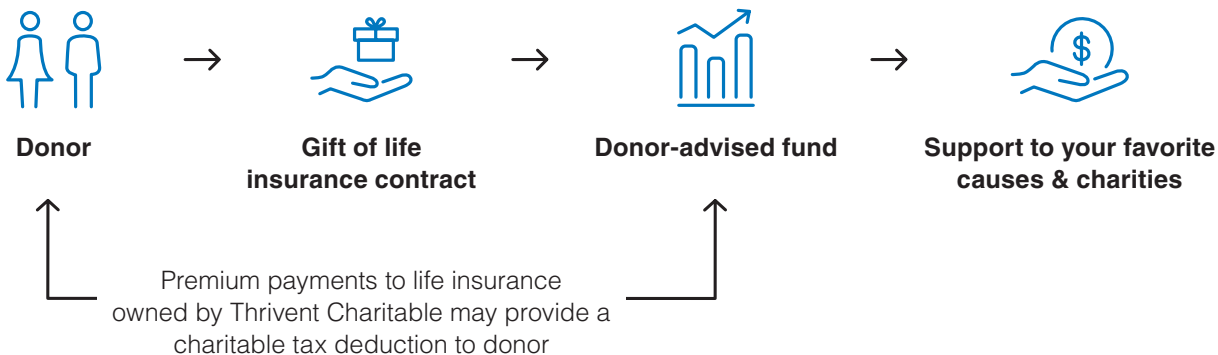 $
Donor
Gift of life
insurance contract
Donor-advised fund
Support to your favorite
causes & charities
Premium payments to life insurance
owned by Thrivent Charitable may provide a
charitable tax deduction to donor